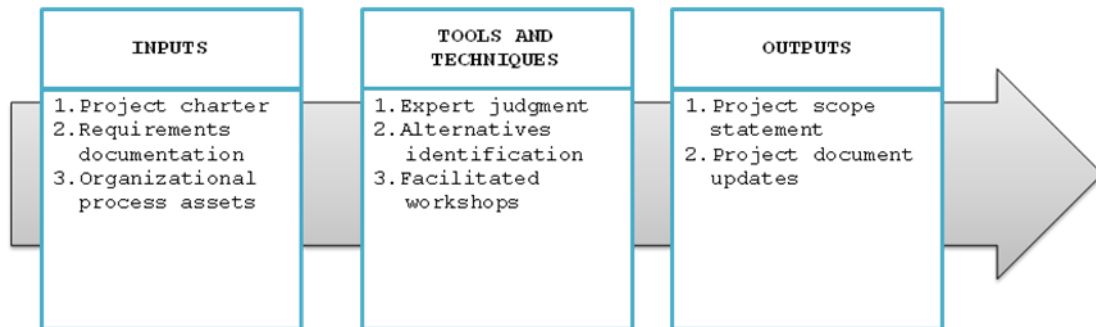 INPUTS
1.Project charter
2.Requirements
documentation
3.Organizational
process assets
TOOLS AND
TECHNIQUES
1.Expert judgment
2.Alternatives
identification
3.Facilitated
workshops
OUTPUTS
1.Project scope
statement
2.Project document
updates